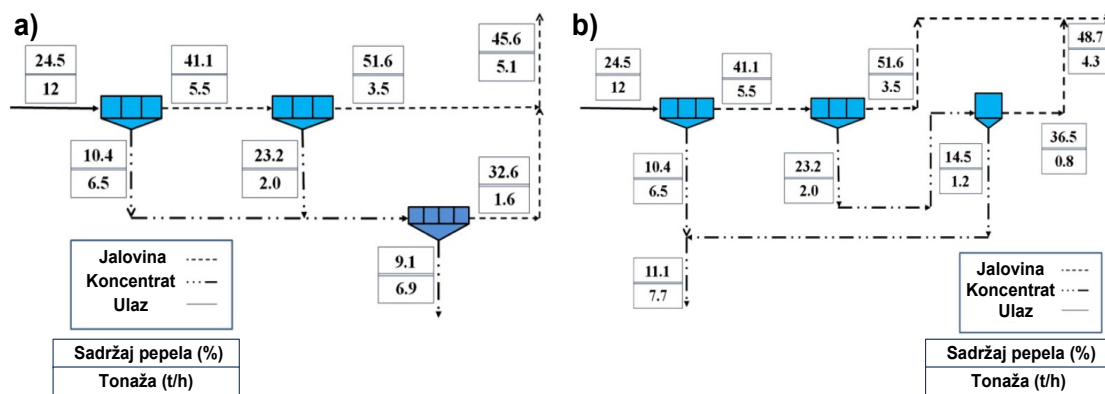 a)
24.5
12
41.1
5.5
51.6
3.5
45.6
5.1
10.4
6.5
23.2
2.0
32.6
1.6
9.1
6.9
Jalovina
Koncentrat
Ulaz
Sadržaj pepela (%)
Tonaža (t/h)
b)
24.5
12
41.1
5.5
51.6
3.5
48.7
4.3
10.4
6.5
23.2
2.0
14.5
1.2
36.5
0.8
11.1
7.7
Jalovina
Koncentrat
Ulaz
Sadržaj pepela (%)
Tonaža (t/h)